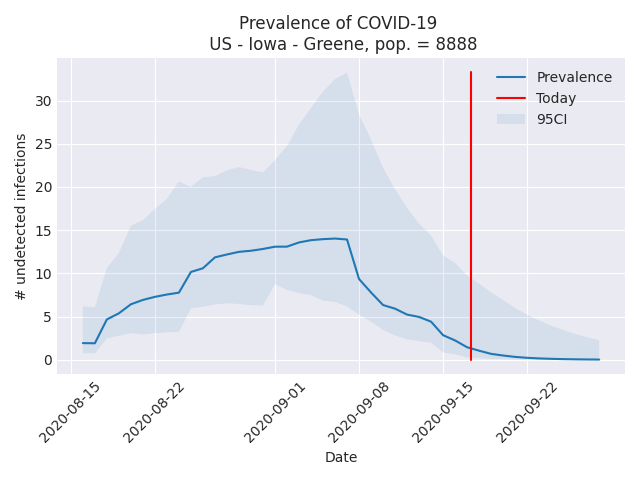 Prevalence of COVID-19
US - Iowa - Greene, pop. = 8888
Prevalence
Today
95CI
# undetected infections
30
25
20
15
10
5
0
2020-08-15
2020-08-22
2020-09-01
2020-09-08
2020-09-15
2020-09-22
Date